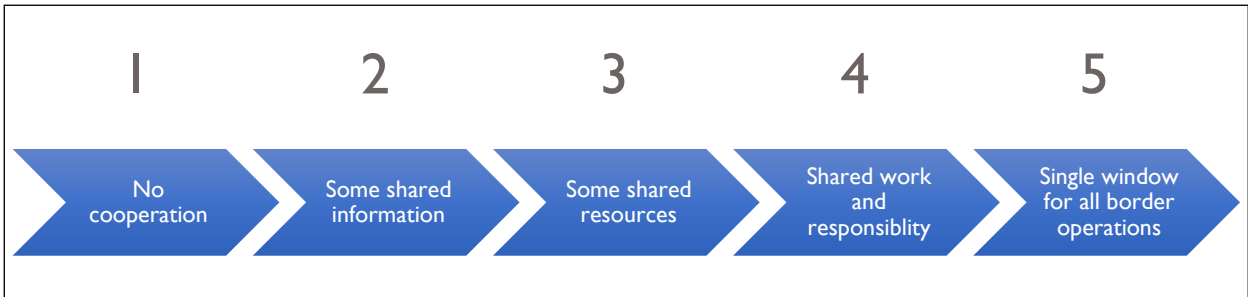 1
2
3
4
5
No
cooperation
Some shared
information
Some shared
resources
Shared work
and
responsiblity
Single window
for all border
operations